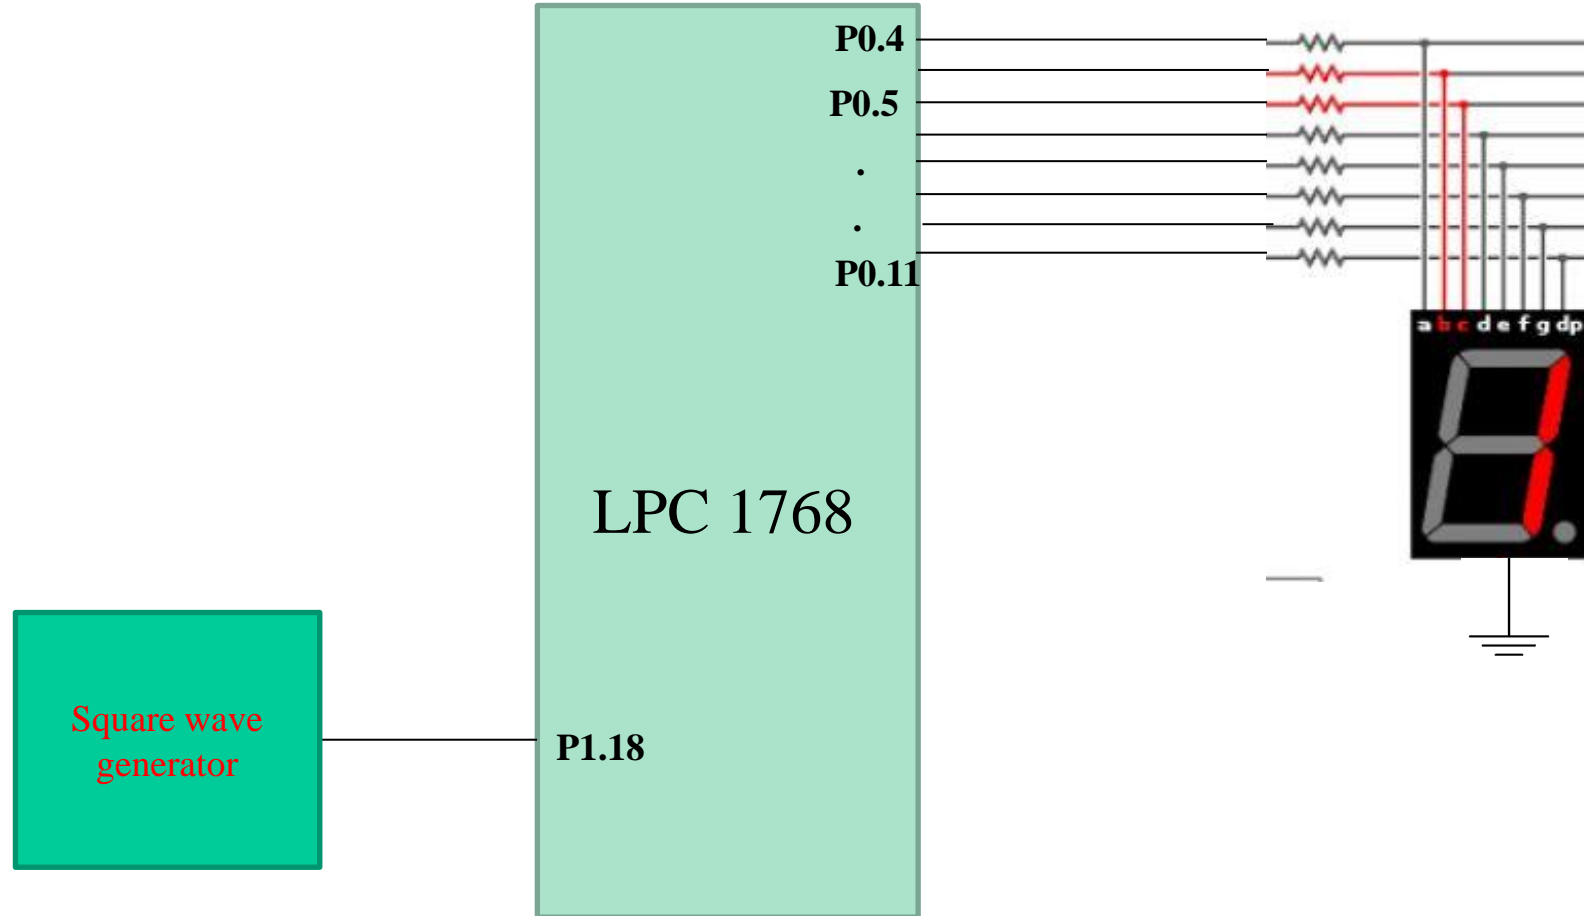 P0.4
P0.5
.
.
P0.11
a b c d e f g dp
LPC 1768
Square wave
generator
P1.18